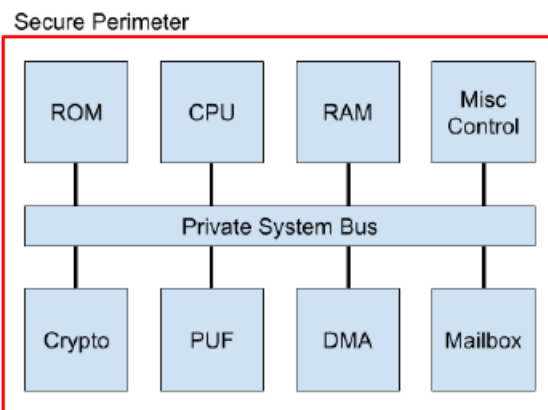 Secure Perimeter
ROM
CPU
RAM
Misc
Control
Private System Bus
Crypto
PUF
DMA
Mailbox